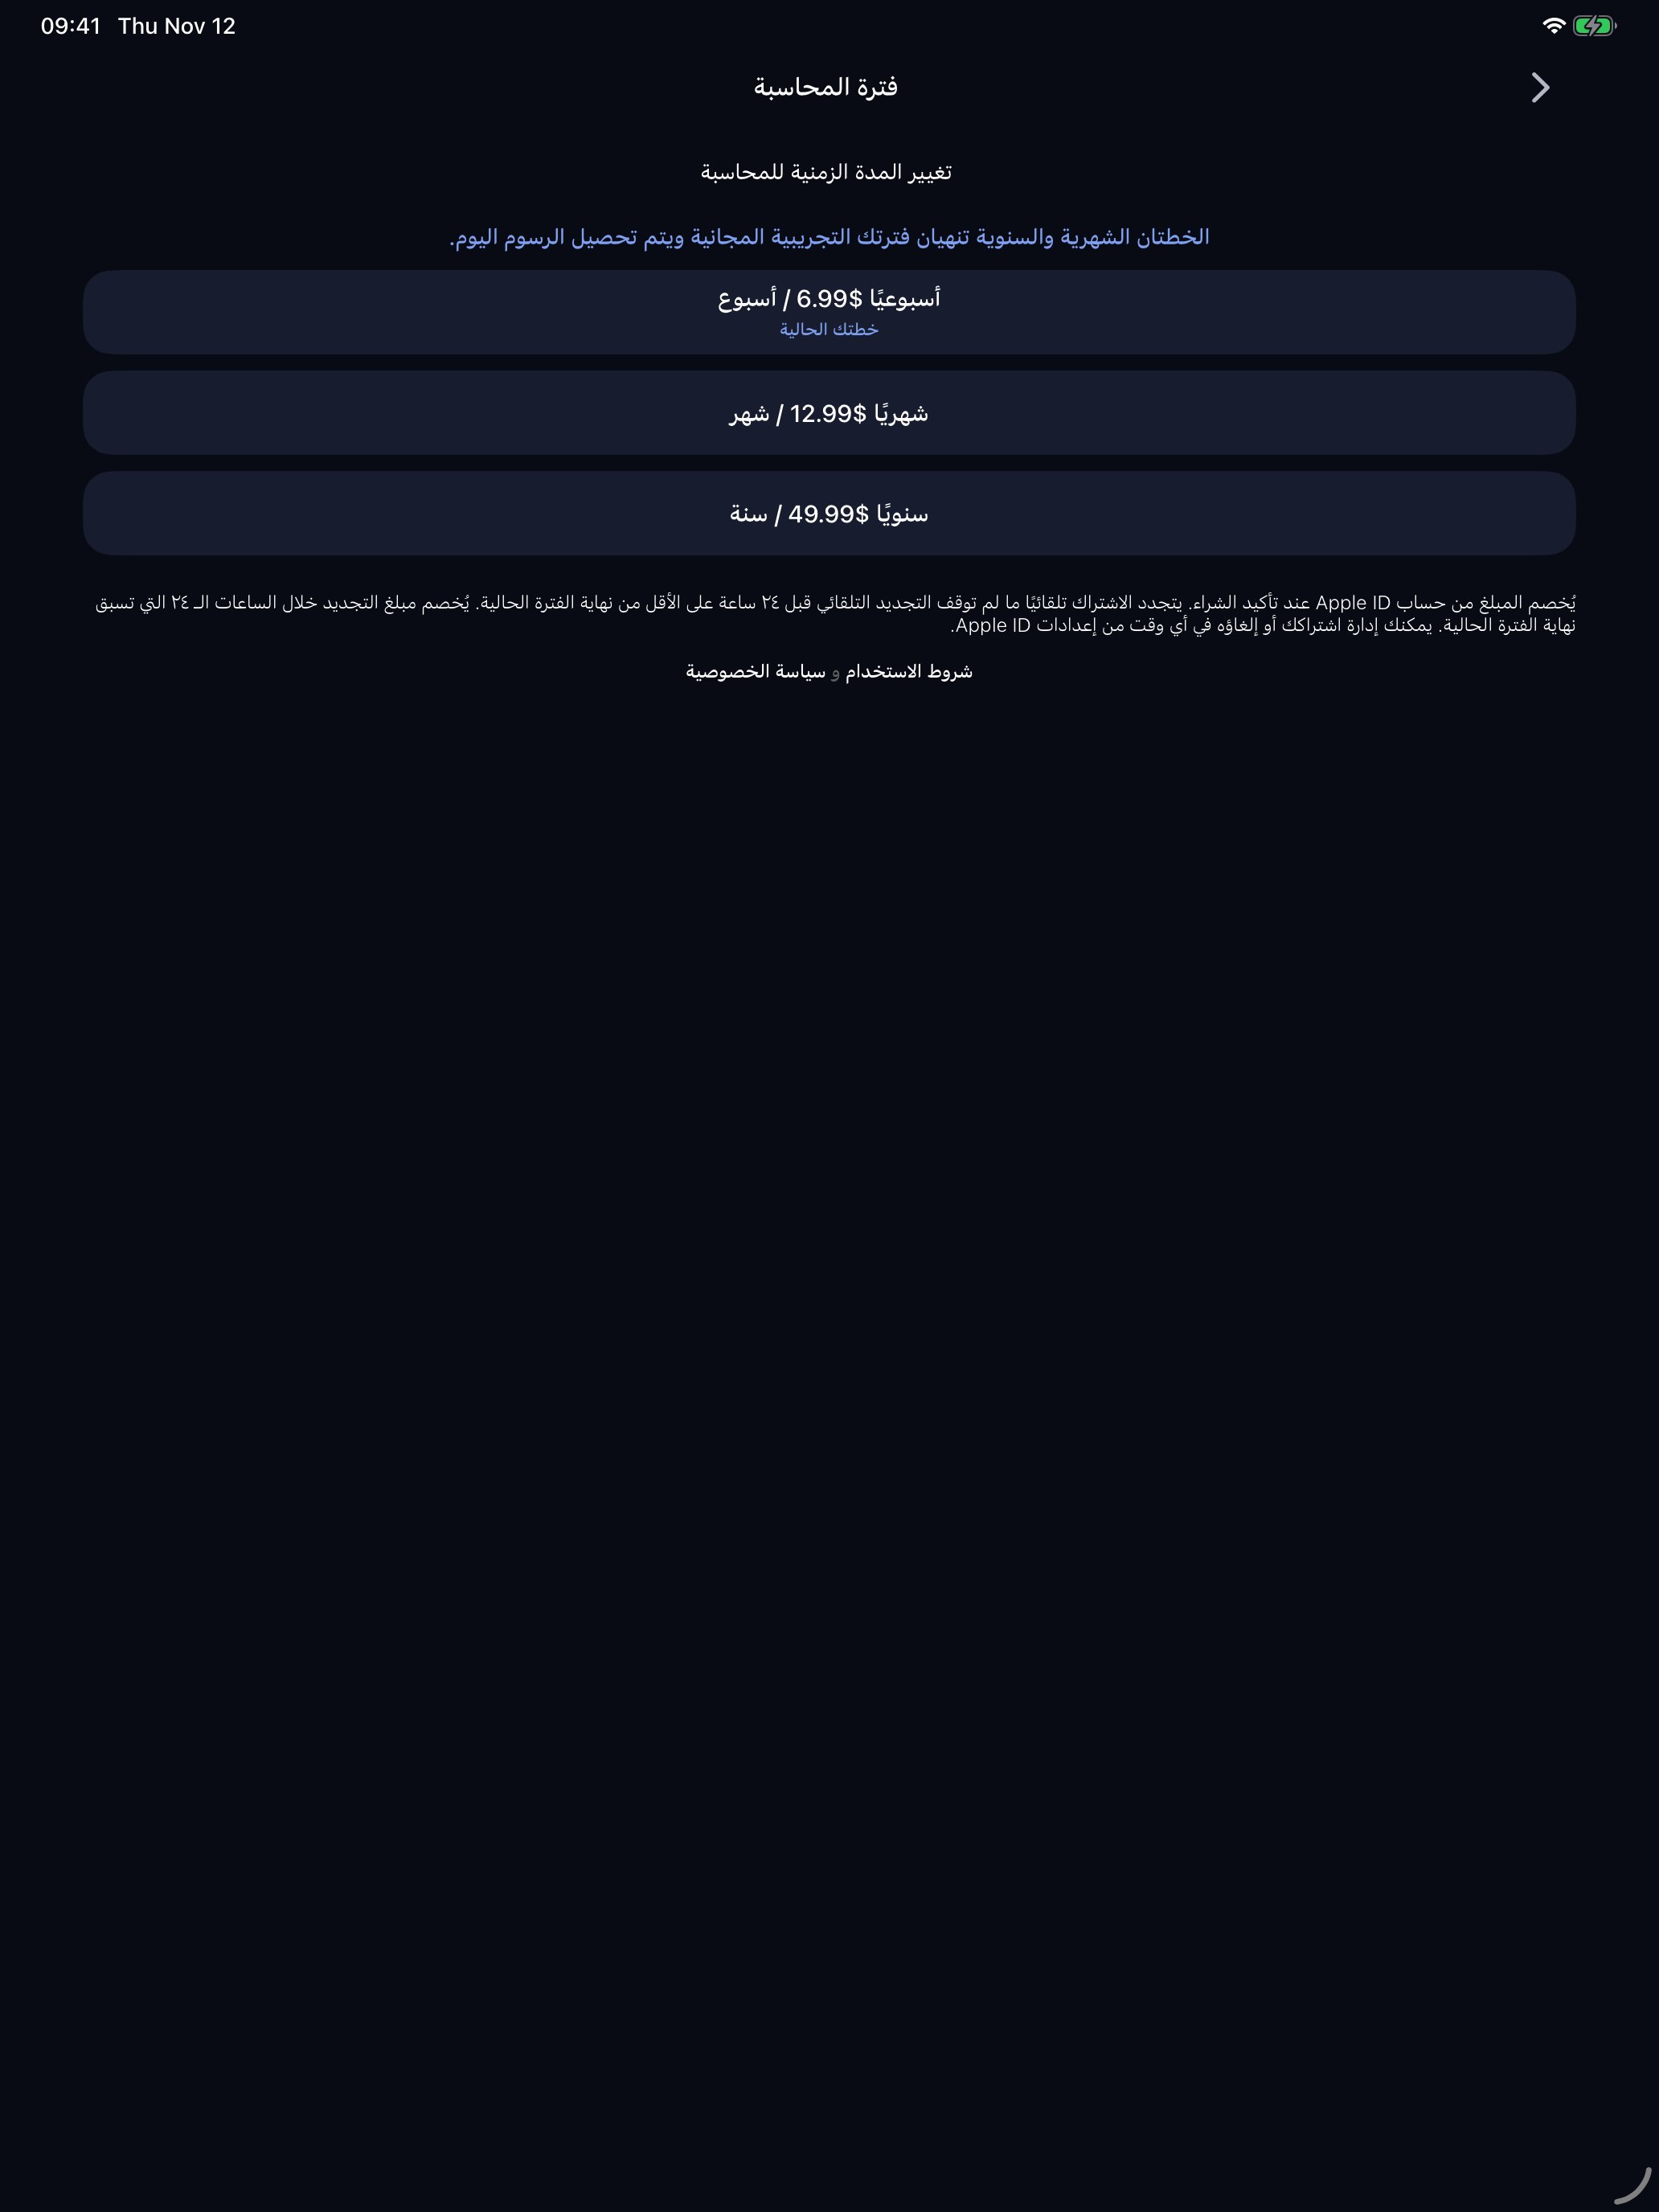 09:41 Thu Nov 12
فترة المحاسبة
تغيير المدة الزمنية للمحاسبة
الخطتان الشهرية والسنوية تنهيان فترتك التجريبية المجانية ويتم تحصيل الرسوم اليوم.
أسبوعيًا $6.99 / أسبوع
خطتك الحالية
شهريًا $12.99 / شهر
سنويًا $49.99 / سنة
يُخصم المبلغ من حساب Apple ID عند تأكيد الشراء. يتجدد الاشتراك تلقائيًا ما لم توقف التجديد التلقائي قبل ٢٤ ساعة على الأقل من نهاية الفترة الحالية. يُخصم مبلغ التجديد خلال الساعات الـ ٢٤ التي تسبق
نهاية الفترة الحالية. يمكنك إدارة اشتراكك أو إلغاؤه في أي وقت من إعدادات Apple ID.
شروط الاستخدام و سياسة الخصوصية